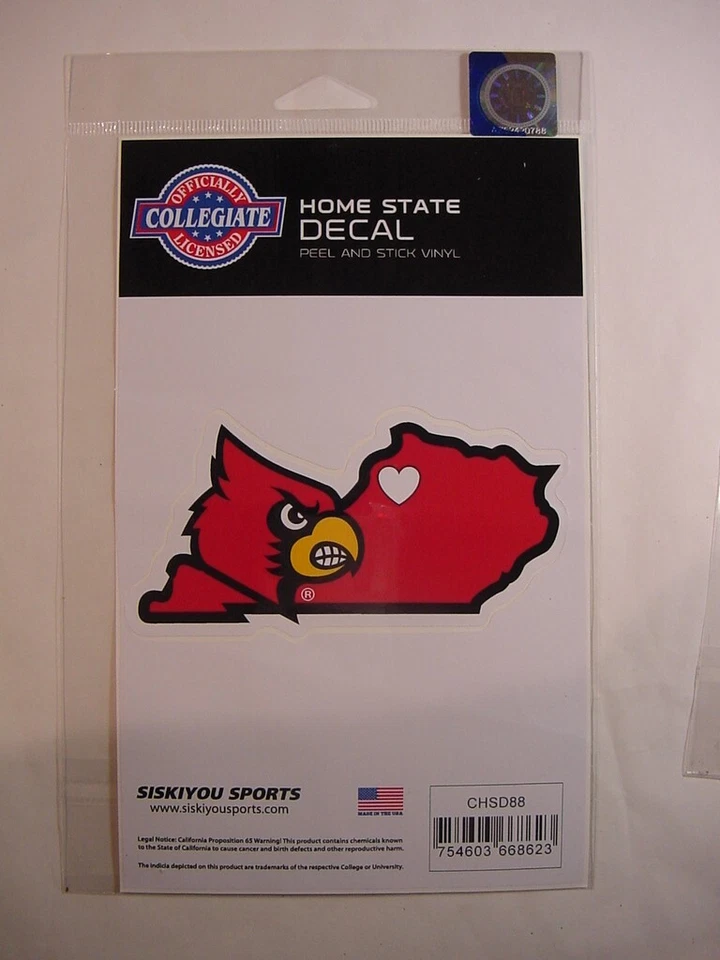 OFFICIALLY
COLLEGIATE
LICENSED
HOME STATE
DECAL
PEEL AND STICK VINYL
®
SISKIYOU SPORTS
www.siskiyousports.com
MADE IN THE USA
CHSD88
754603 668623
Legal Notice: California Proposition 65 Warning! This product contains chemicals known
to the State of California to cause cancer and birth defects and other reproductive harm.
The indicia depicted on this product are trademarks of the respective College or University.